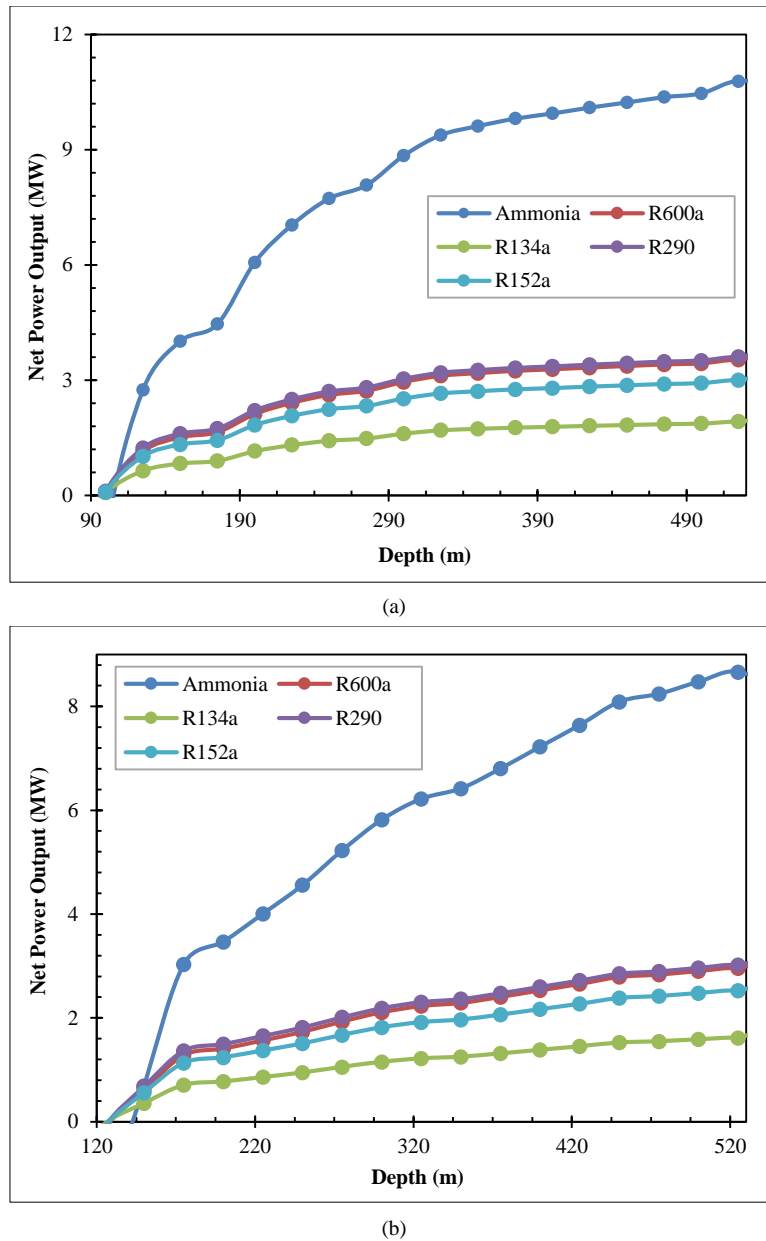 12
9
6
3
0
Net Power Output (MW)
Ammonia R600a
R134a R290
R152a
90 190 290 390 490
Depth (m)
(a)
8
6
4
2
0
Net Power Output (MW)
Ammonia R600a
R134a R290
R152a
120 220 320 420 520
Depth (m)
(b)